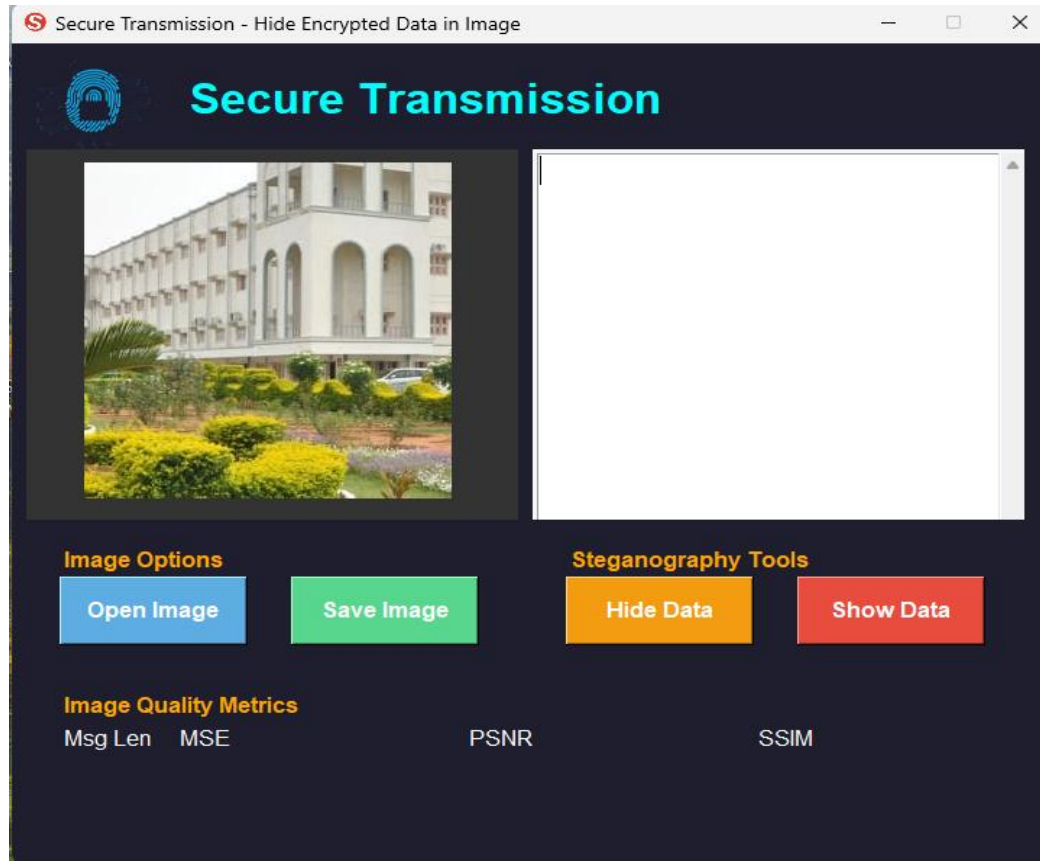 Secure Transmission - Hide Encrypted Data in Image
Secure Transmission
Image Options
Steganography Tools
Open Image
Save Image
Hide Data
Show Data
Image Quality Metrics
Msg Len MSE PSNR SSIM